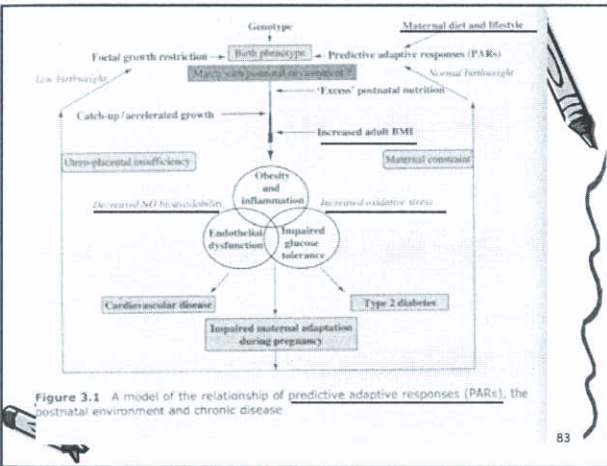 Genotype
Maternal diet and lifestyle
Foetal growth restriction
Birth phenotype
Predictive adaptive responses (PARs)
Low birthweight
Match with postnatal environment?
Normal birthweight
'Excess' postnatal nutrition
Catch-up/accelerated growth
Increased adult BMI
Utero-placental insufficiency
Maternal constraint
Obesity
and
inflammation
Decreased NO bioavailability
Increased oxidative stress
Endothelial
dysfunction
Impaired
glucose
tolerance
Cardiovascular disease
Type 2 diabetes
Impaired maternal adaptation
during pregnancy
Figure 3.1 A model of the relationship of predictive adaptive responses (PARs), the
postnatal environment and chronic disease
83